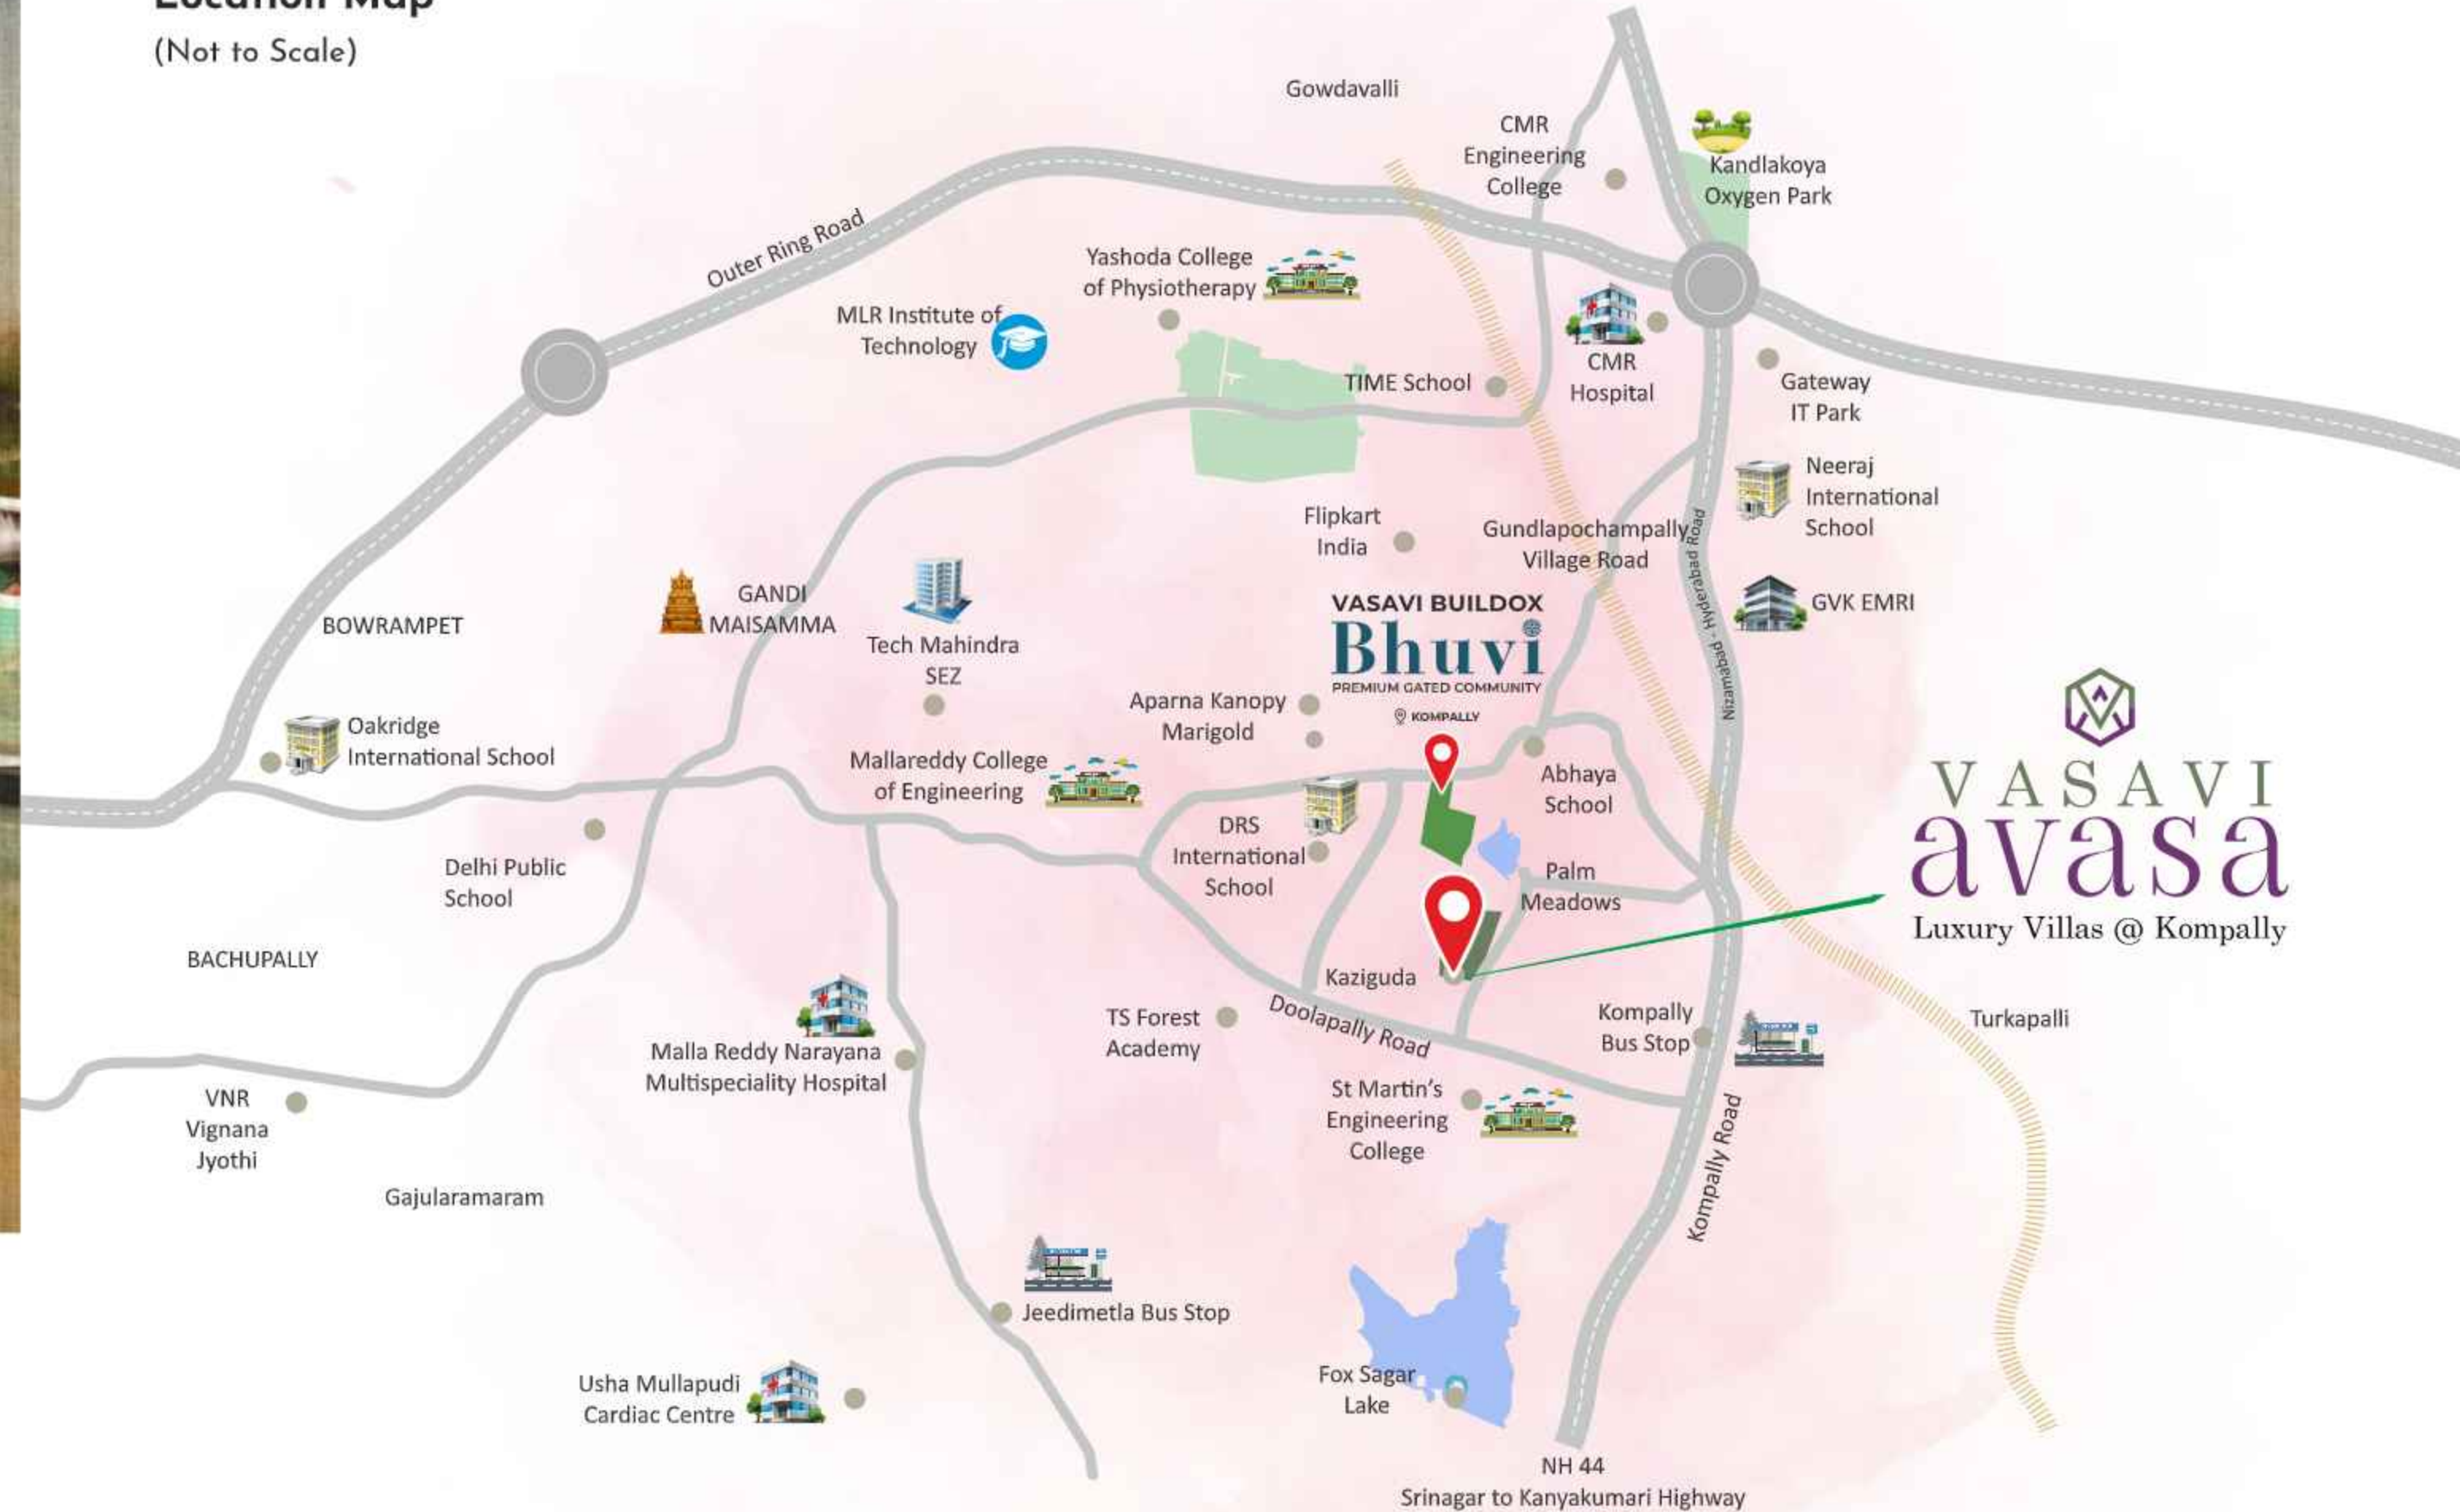 Location Map
(Not to Scale)
Gowdavalli
CMR
Engineering
College
Kandlakoya
Oxygen Park
Outer Ring Road
Yashoda College
of Physiotherapy
MLR Institute of
Technology
TIME School
CMR
Hospital
Gateway
IT Park
Neeraj
International
School
Flipkart
India
Gundlapochampally
Village Road
Nizamabad - Hyderabad Road
GVK EMRI
GANDI
MAISAMMA
BOWRAMPET
Tech Mahindra
SEZ
VASAVI BUILDOX
Bhuvi
PREMIUM GATED COMMUNITY
KOMPALLY
Aparna Kanopy
Marigold
Oakridge
International School
Mallareddy College
of Engineering
Abhaya
School
DRS
International
School
VASAVI
avasa
Luxury Villas @ Kompally
Delhi Public
School
Palm
Meadows
BACHUPALLY
Kaziguda
Doolapally Road
TS Forest
Academy
Kompally
Bus Stop
Turkapalli
Malla Reddy Narayana
Multispeciality Hospital
St Martin's
Engineering
College
VNR
Vignana
Jyothi
Kompally Road
Gajularamaram
Jeedimetla Bus Stop
Usha Mullapudi
Cardiac Centre
Fox Sagar
Lake
NH 44
Srinagar to Kanyakumari Highway